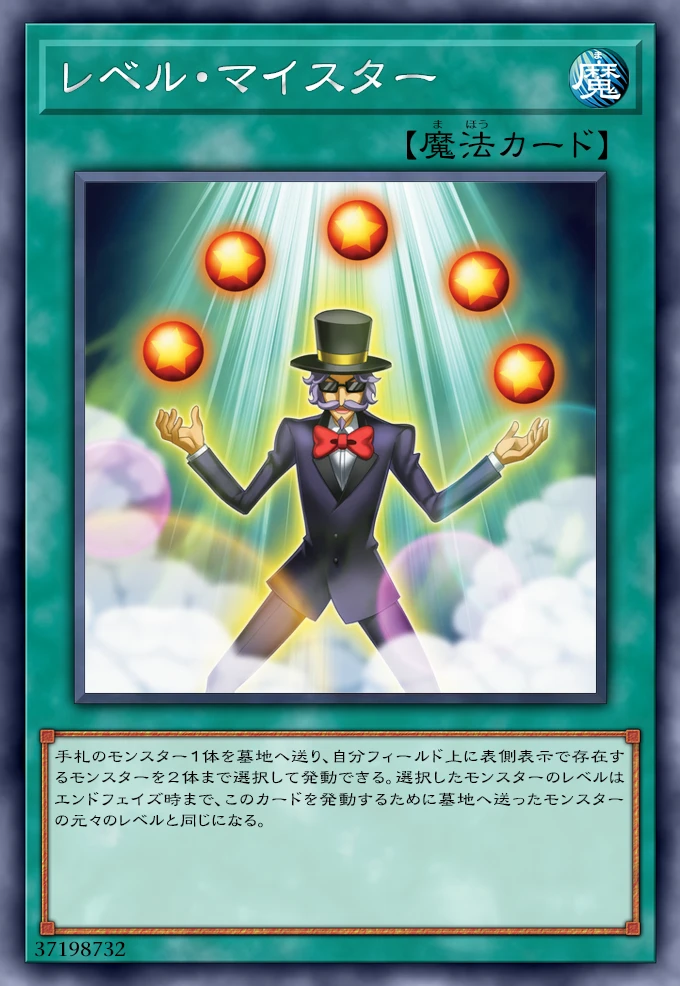 レベル・マイスター
魔
ま
【魔法カード】
ま ほう
手札のモンスター１体を墓地へ送り、自分フィールド上に表側表示で存在す
るモンスターを２体まで選択して発動できる。選択したモンスターのレベルは
エンドフェイズ時まで、このカードを発動するために墓地へ送ったモンスター
の元々のレベルと同じになる。
37198732